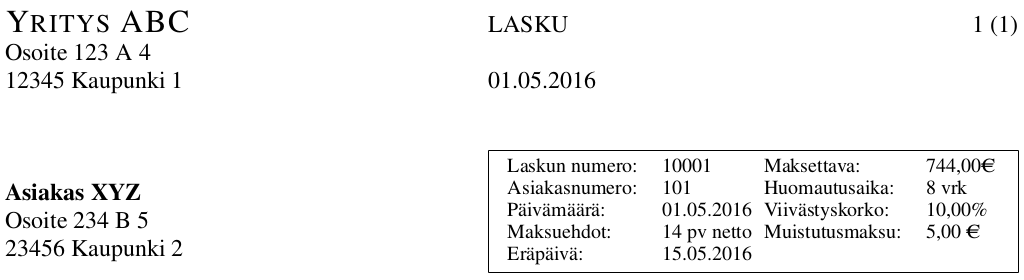 YRITYS ABC LASKU 1 (1)
Osoite 123 A 4
12345 Kaupunki 1 01.05.2016
Asiakas XYZ
Osoite 234 B 5
23456 Kaupunki 2
Laskun numero: 10001 Maksettava: 744,00€
Asiakasnumero: 101 Huomautusaika: 8 vrk
Päivämäärä: 01.05.2016 Viivästyskorko: 10,00%
Maksuehdot: 14 pv netto Muistutusmaksu: 5,00 €
Eräpäivä: 15.05.2016